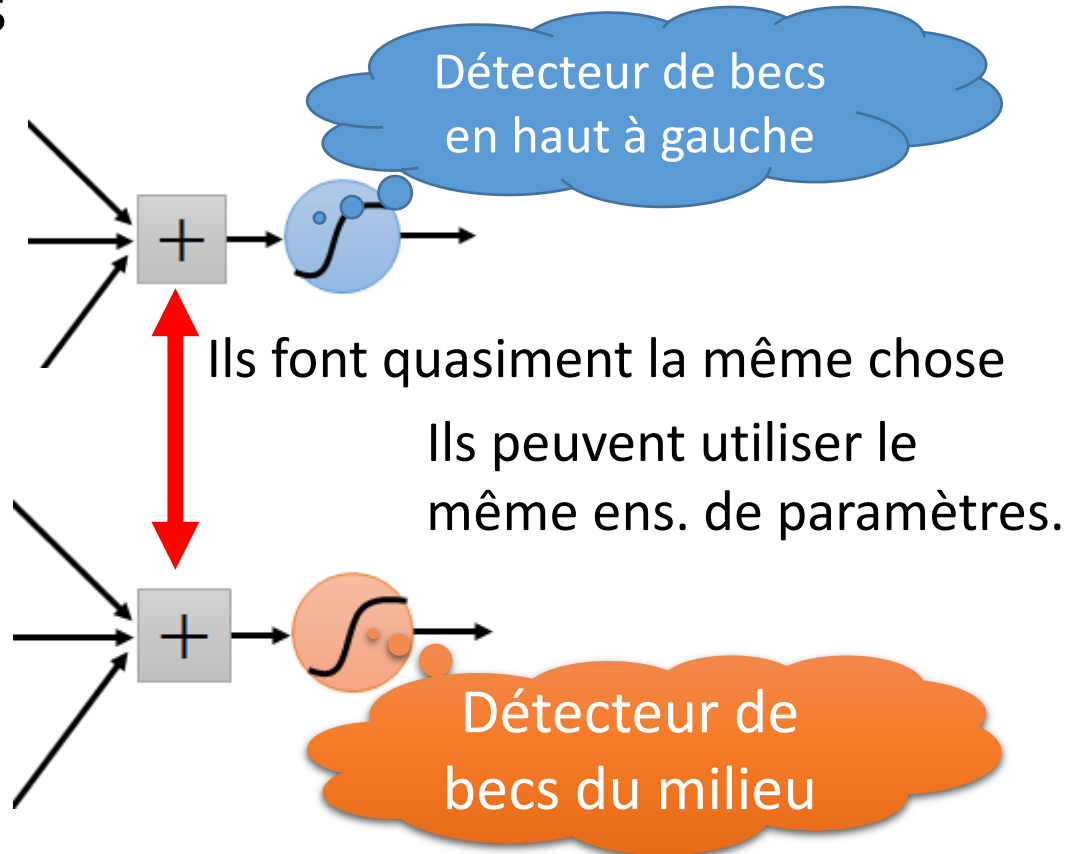 s
Détecteur de becs
en haut à gauche
+
Ils font quasiment la même chose
Ils peuvent utiliser le
même ens. de paramètres.
+
Détecteur de
becs du milieu